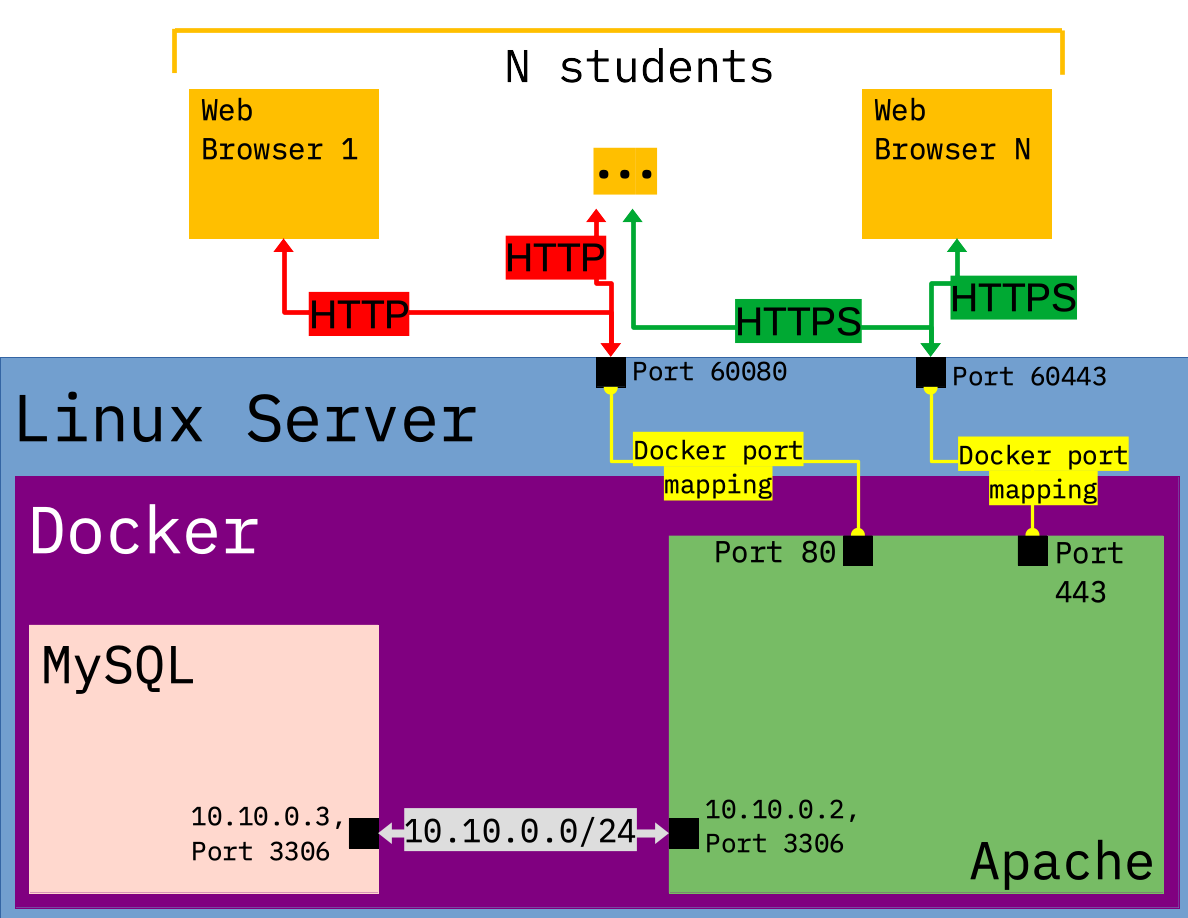 N students
Web
Browser 1
...
Web
Browser N
HTTP
HTTP
HTTPS
HTTPS
Port 60080
Port 60443
Linux Server
Docker port
mapping
Docker port
mapping
Docker
Port 80
Port
443
MySQL
10.10.0.3,
Port 3306
10.10.0.0/24
10.10.0.2,
Port 3306
Apache